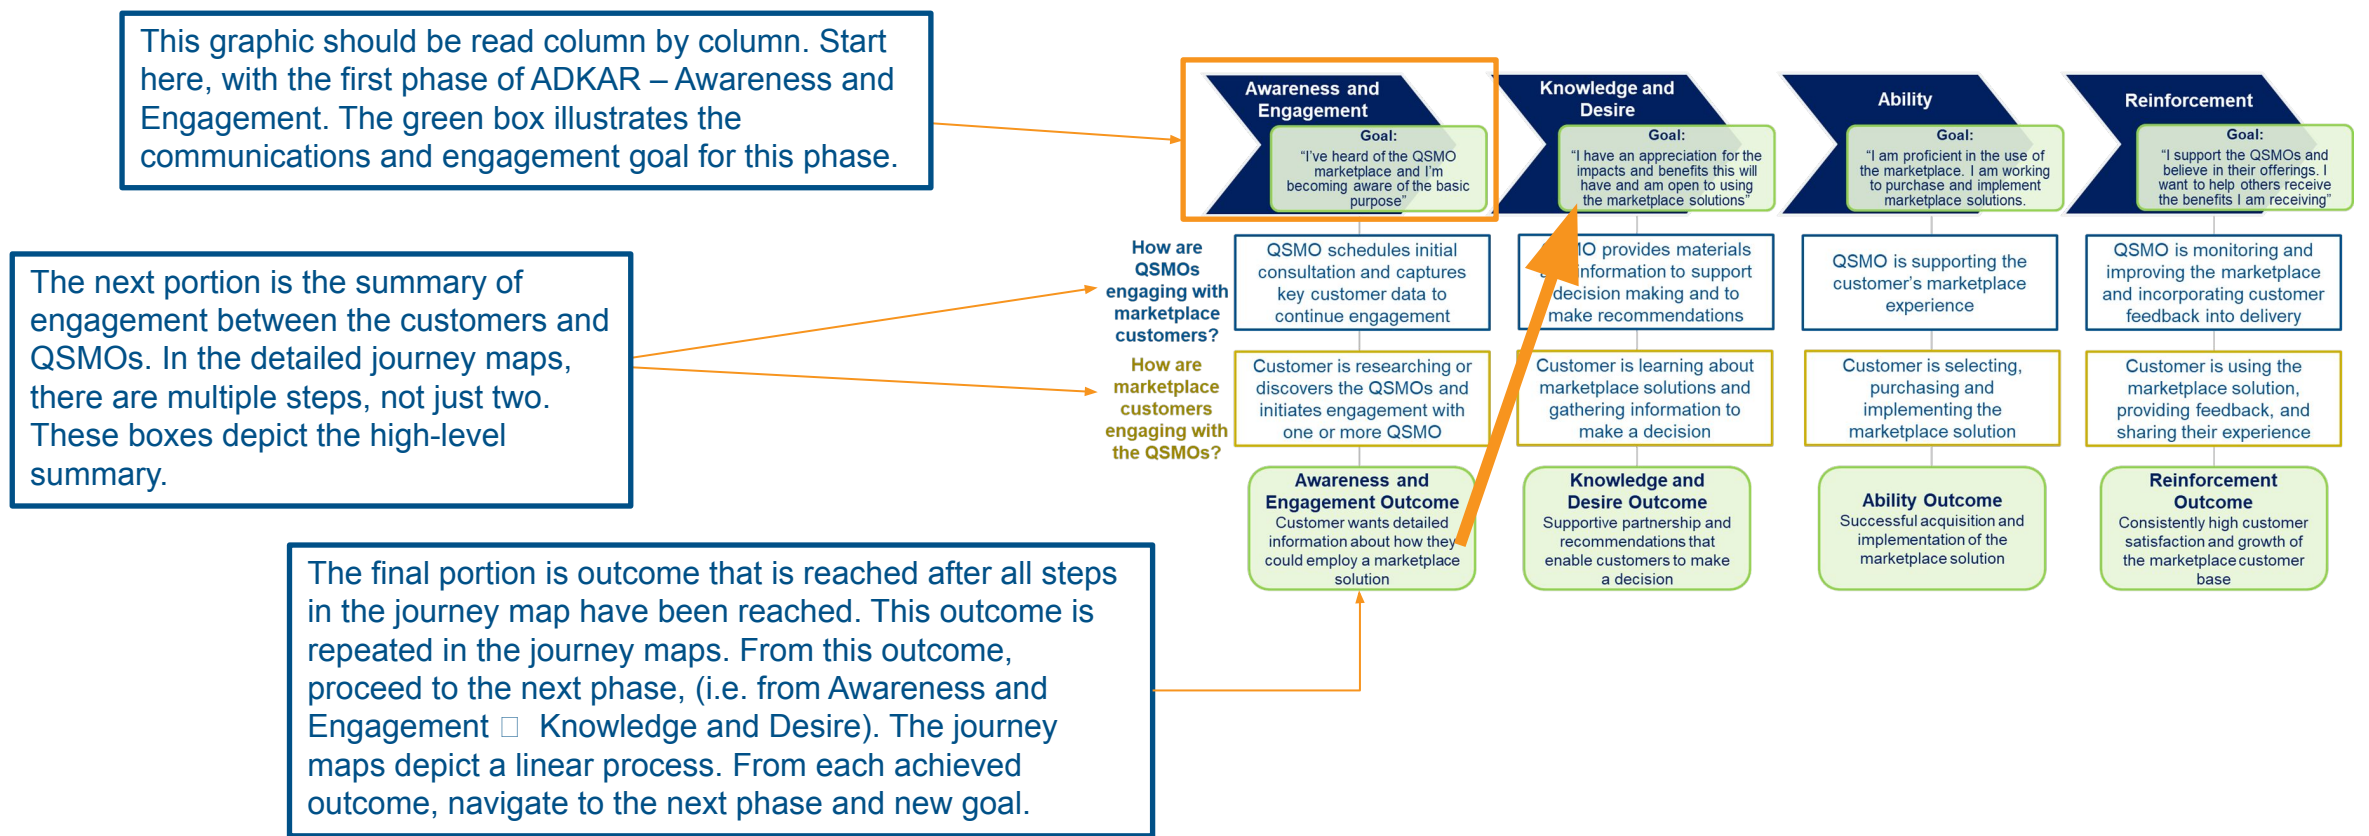 This graphic should be read column by column. Start
here, with the first phase of ADKAR – Awareness and
Engagement. The green box illustrates the
communications and engagement goal for this phase.
The next portion is the summary of
engagement between the customers and
QSMOs. In the detailed journey maps,
there are multiple steps, not just two.
These boxes depict the high-level
summary.
The final portion is outcome that is reached after all steps
in the journey map have been reached. This outcome is
repeated in the journey maps. From this outcome,
proceed to the next phase, (i.e. from Awareness and
Engagement □ Knowledge and Desire). The journey
maps depict a linear process. From each achieved
outcome, navigate to the next phase and new goal.
How are
QSMOs
engaging with
marketplace
customers?
How are
marketplace
customers
engaging with
the QSMOs?
Awareness and
Engagement
Goal:
“I’ve heard of the QSMO
marketplace and I’m
becoming aware of the basic
purpose”
QSMO schedules initial
consultation and captures
key customer data to
continue engagement
Customer is researching or
discovers the QSMOs and
initiates engagement with
one or more QSMO
Awareness and
Engagement Outcome
Customer wants detailed
information about how they
could employ a marketplace
solution
Knowledge and
Desire
Goal:
“I have an appreciation for the
impacts and benefits this will
have and am open to using
the marketplace solutions”
MO provides materials
information to support
decision making and to
make recommendations
Customer is learning about
marketplace solutions and
gathering information to
make a decision
Knowledge and
Desire Outcome
Supportive partnership and
recommendations that
enable customers to make
a decision
Ability
Goal:
“I am proficient in the use of
the marketplace. I am working
to purchase and implement
marketplace solutions.
QSMO is supporting the
customer’s marketplace
experience
Customer is selecting,
purchasing and
implementing the
marketplace solution
Ability Outcome
Successful acquisition and
implementation of the
marketplace solution
Reinforcement
Goal:
“I support the QSMOs and
believe in their offerings. I
want to help others receive
the benefits I am receiving”
QSMO is monitoring and
improving the marketplace
and incorporating customer
feedback into delivery
Customer is using the
marketplace solution,
providing feedback, and
sharing their experience
Reinforcement
Outcome
Consistently high customer
satisfaction and growth of
the marketplace customer
base